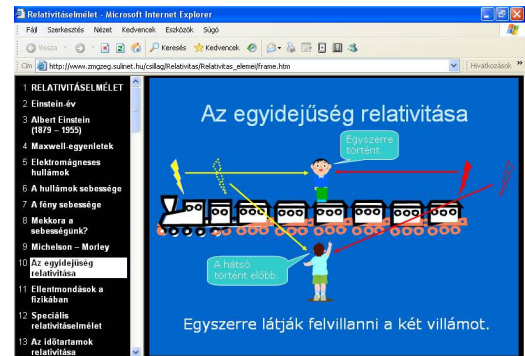 Relativitáselmélet - Microsoft Internet Explorer
Fájl Szerkesztés Nézet Kedvencek Eszközök Súgó
Vissza Keresés Kedvencek
Cím http://www.zmgzeg.sulinet.hu/csillag/Relativitas/Relativitas_elemei/frame.htm Hivatkozások »
1 RELATIVITÁSELMÉLET
2 Einstein-év
3 Albert Einstein
(1879 – 1955)
4 Maxwell-egyenletek
5 Elektromágneses
hullámok
6 A hullámok sebessége
7 A fény sebessége
8 Mekkora a
sebességünk?
9 Michelson – Morley
10 Az egyidejűség
relativitása
11 Ellentmondások a
fizikában
12 Speciális
relativitáselmélet
13 Az időtartamok
relativitása
Az egyidejűség relativitása
Egyszerre
történt.
A hátsó
történt előbb.
Egyszerre látják felvillanni a két villámot.